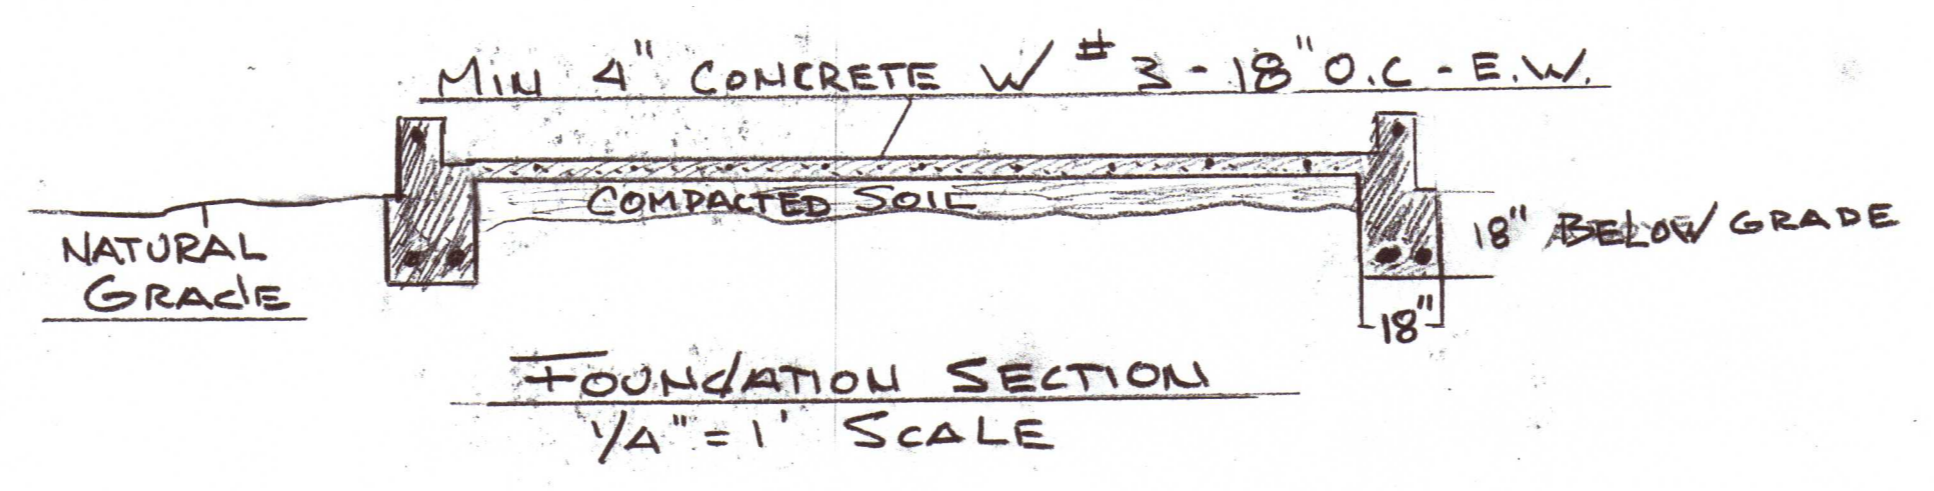 MIN 4" CONCRETE W #3 - 18" O.C - E.W.
COMPACTED SOIL
NATURAL
GRAdE
18" BELOW GRADE
18"
FOUNdATION SECTION
1/4" = 1' SCALE